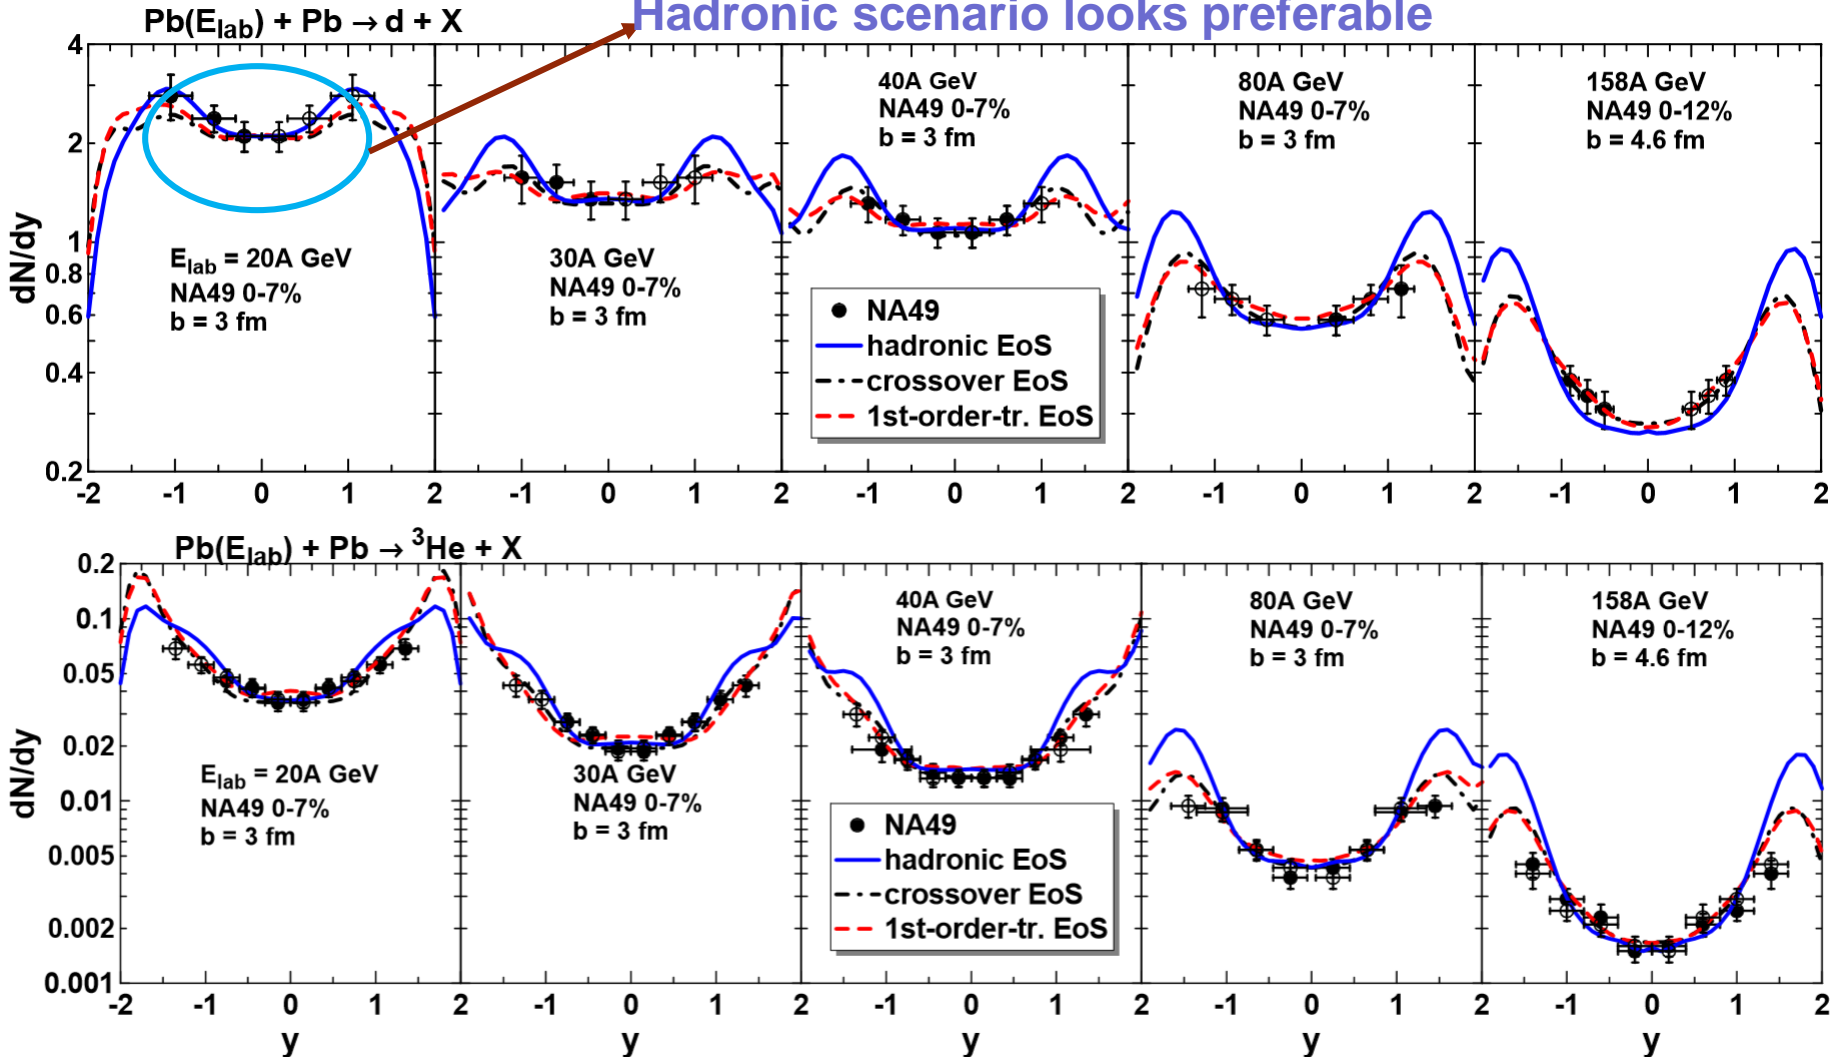 Hadronic scenario looks preferable
Pb(E_lab) + Pb → d + X
4
2
1
0.8
0.6
0.4
0.2
dN/dy
E_lab = 20A GeV
NA49 0-7%
b = 3 fm
30A GeV
NA49 0-7%
b = 3 fm
40A GeV
NA49 0-7%
b = 3 fm
80A GeV
NA49 0-7%
b = 3 fm
158A GeV
NA49 0-12%
b = 4.6 fm
NA49
hadronic EoS
crossover EoS
1st-order-tr. EoS
-2 -1 0 1 2 -1 0 1 2 -1 0 1 2 -1 0 1 2 -1 0 1 2
Pb(E_lab) + Pb → ³He + X
0.2
0.1
0.05
0.02
0.01
0.005
0.002
0.001
dN/dy
E_lab = 20A GeV
NA49 0-7%
b = 3 fm
30A GeV
NA49 0-7%
b = 3 fm
40A GeV
NA49 0-7%
b = 3 fm
80A GeV
NA49 0-7%
b = 3 fm
158A GeV
NA49 0-12%
b = 4.6 fm
NA49
hadronic EoS
crossover EoS
1st-order-tr. EoS
-2 -1 0 1 2 -1 0 1 2 -1 0 1 2 -1 0 1 2 -1 0 1 2
y y y y y